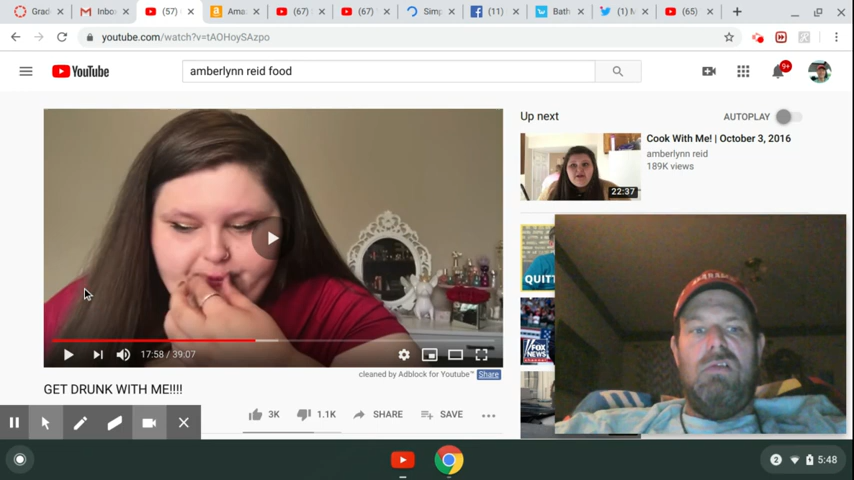 Grad
Inbo
(57)
Ama
(67)
(67)
Simp
(11)
Bath
(1) M
(65)
youtube.com/watch?v=tAOHoySAzpo
YouTube
amberlynn reid food
9+
Up next
AUTOPLAY
Cook With Me! | October 3, 2016
amberlynn reid
189K views
22:37
QUIT
FOX
NEWS
17:58 / 39:07
cleaned by Adblock for Youtube™ Share
GET DRUNK WITH ME!!!!
3K
1.1K
SHARE
SAVE
2
5:48